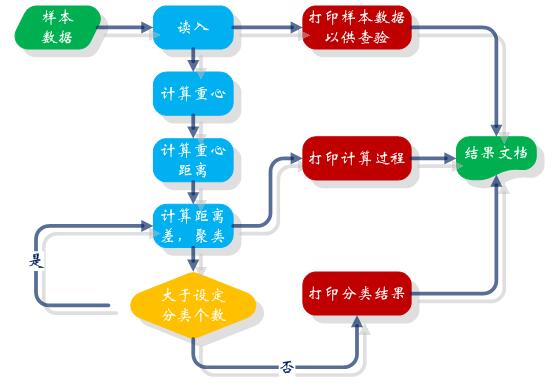 样本
数据
读入
打印样本数据
以供查验
计算重心
计算重心
距离
打印计算过程
结果文档
计算距离
差，聚类
是
大于设定
分类个数
打印分类结果
否